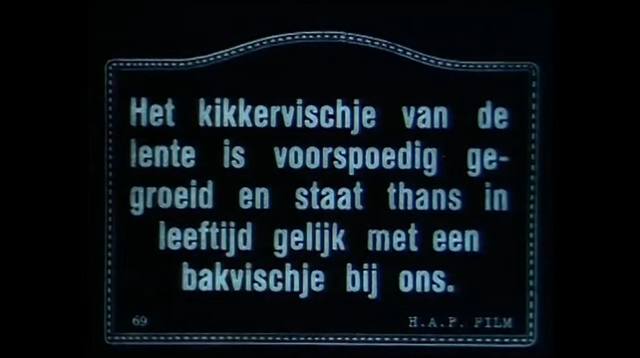 Het kikkervischje van de
lente is voorspoedig ge-
groeid en staat thans in
leeftijd gelijk met een
bakvischje bij ons.
69 H.A.P. FILM